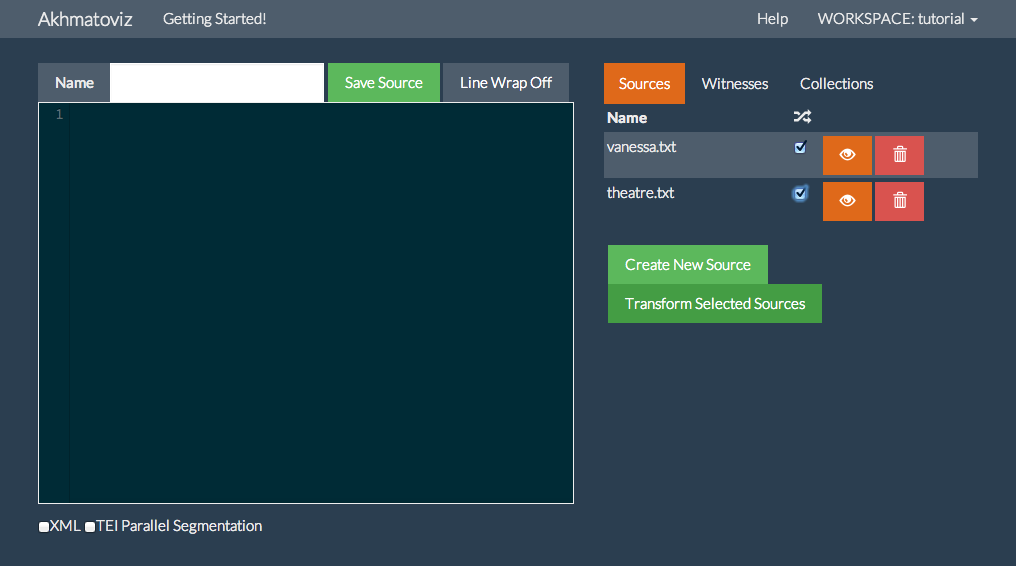 Akhmatoviz Getting Started! Help WORKSPACE: tutorial
Name Save Source Line Wrap Off
1
XML TEI Parallel Segmentation
Sources Witnesses Collections
Name
vanessa.txt
theatre.txt
Create New Source
Transform Selected Sources